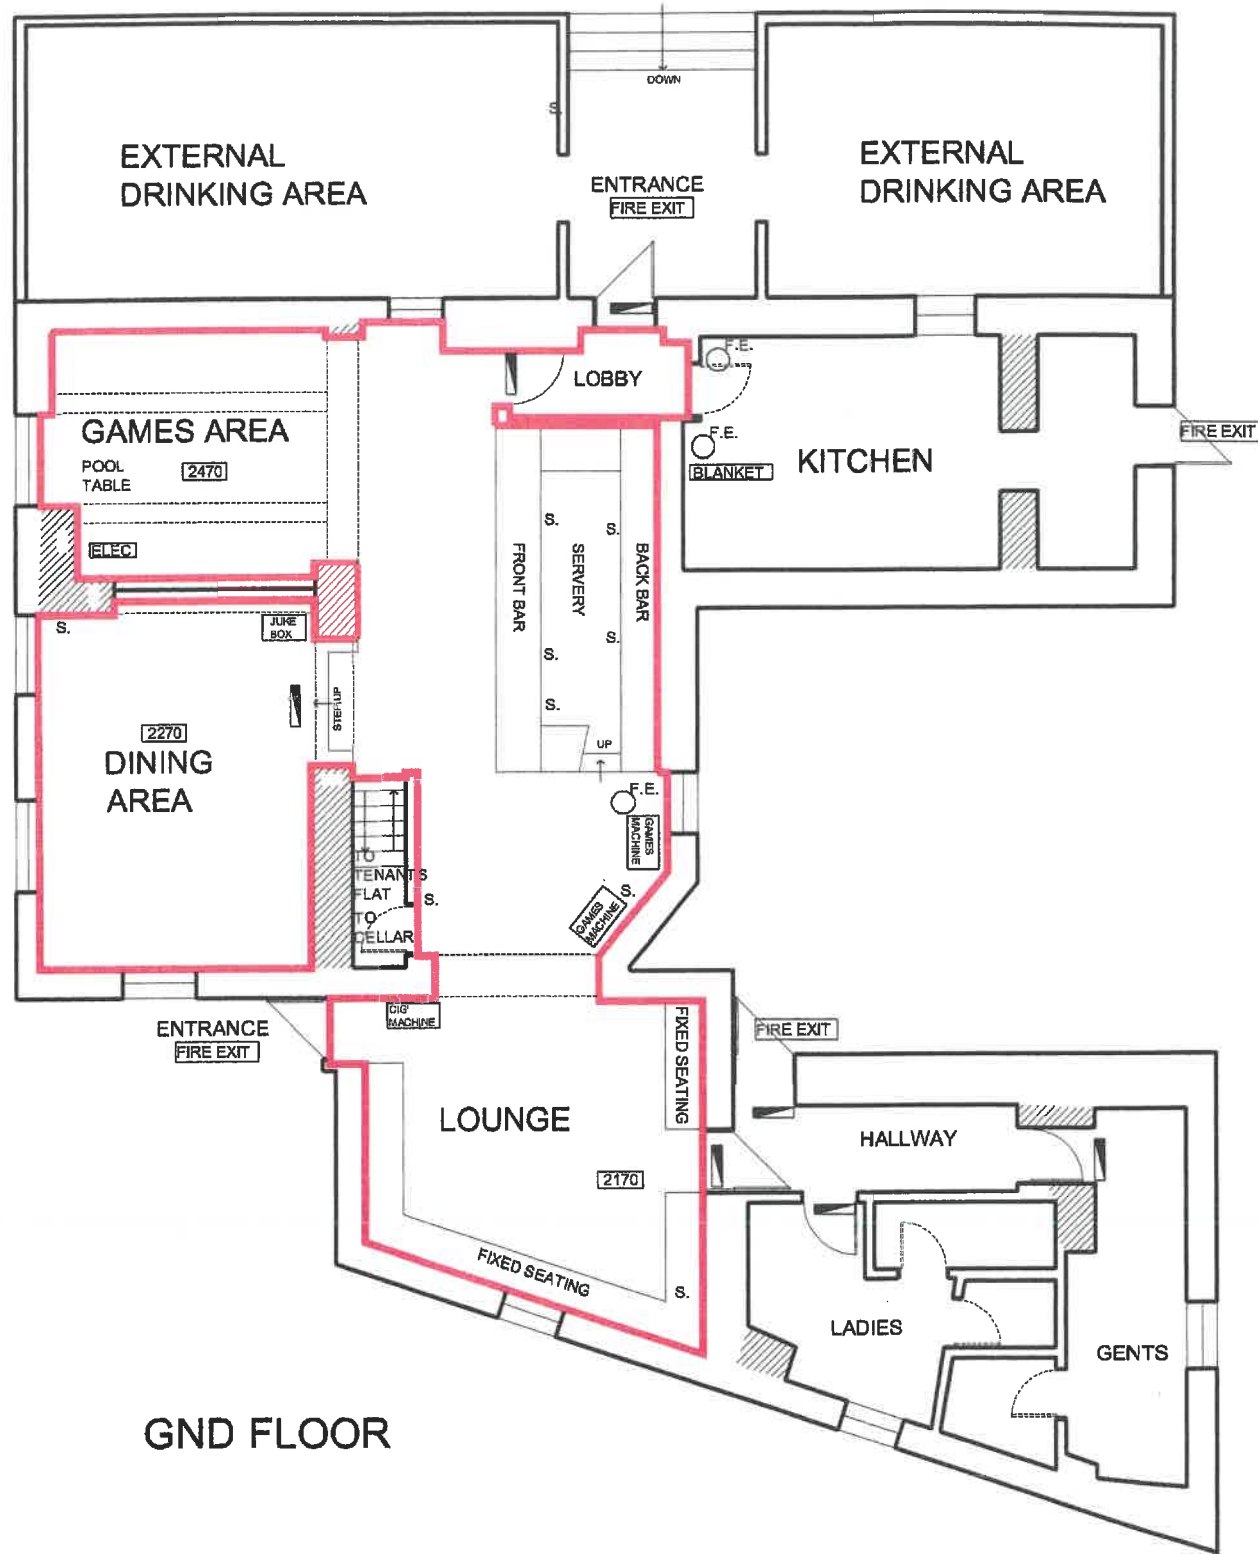 DOWN
S.
EXTERNAL
DRINKING AREA
ENTRANCE
FIRE EXIT
EXTERNAL
DRINKING AREA
F.E.
LOBBY
GAMES AREA
POOL
TABLE
2470
F.E.
BLANKET
KITCHEN
FIRE EXIT
ELEC
S.
S.
FRONT BAR
SERVERY
BACK BAR
S.
JUKE
BOX
S.
S.
S.
STEP UP
2270
DINING
AREA
UP
F.E.
GAMES
MACHINE
TO
TENANTS
FLAT
TO
CELLAR
S.
S.
GAMES
MACHINE
CIG'
MACHINE
ENTRANCE
FIRE EXIT
FIXED SEATING
FIRE EXIT
LOUNGE
HALLWAY
2170
FIXED SEATING
S.
LADIES
GENTS
GND FLOOR